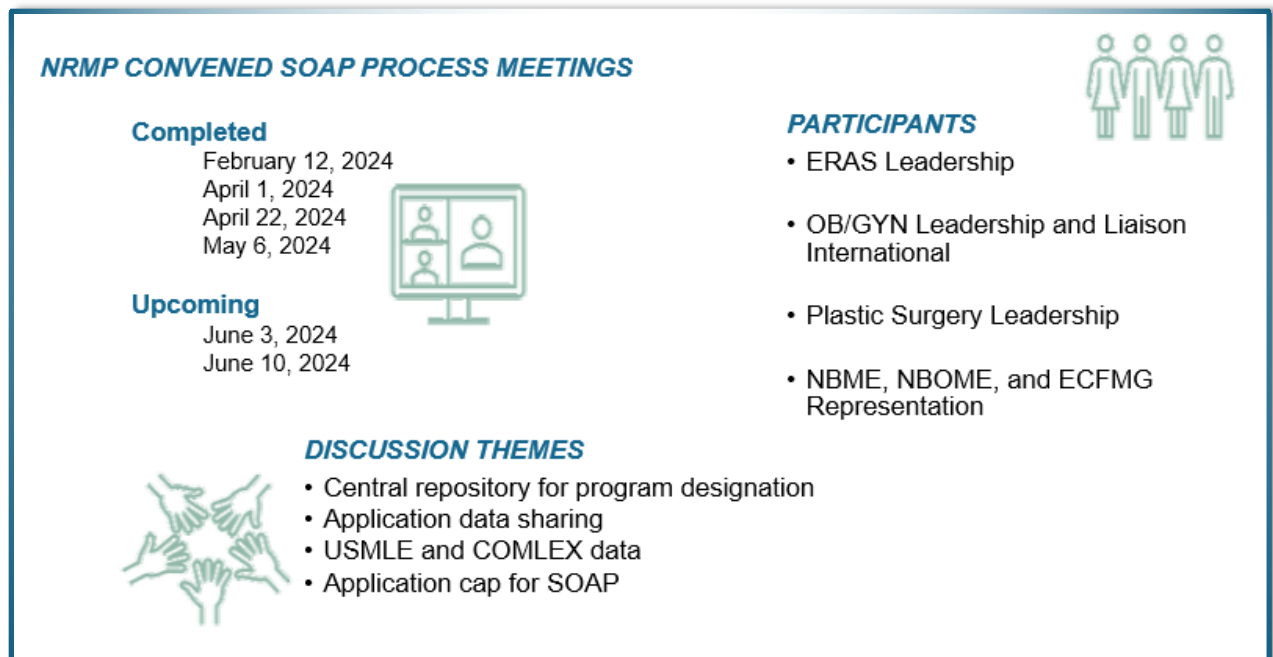 NRMP CONVENED SOAP PROCESS MEETINGS
Completed
February 12, 2024
April 1, 2024
April 22, 2024
May 6, 2024
Upcoming
June 3, 2024
June 10, 2024
PARTICIPANTS
• ERAS Leadership
• OB/GYN Leadership and Liaison
International
• Plastic Surgery Leadership
• NBME, NBOME, and ECFMG
Representation
DISCUSSION THEMES
• Central repository for program designation
• Application data sharing
• USMLE and COMLEX data
• Application cap for SOAP